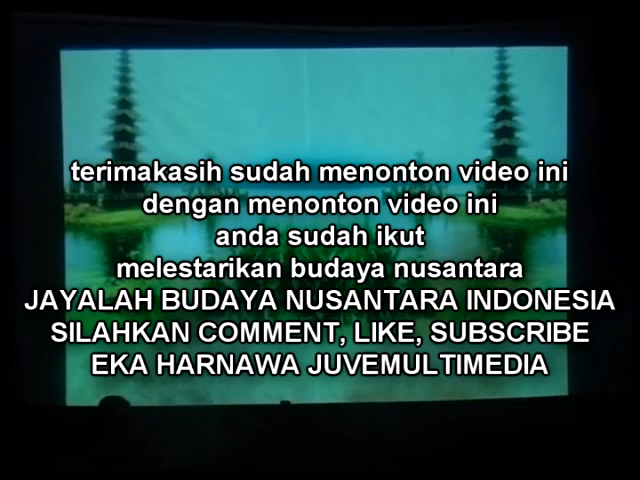 terimakasih sudah menonton video ini
dengan menonton video ini
anda sudah ikut
melestarikan budaya nusantara
JAYALAH BUDAYA NUSANTARA INDONESIA
SILAHKAN COMMENT, LIKE, SUBSCRIBE
EKA HARNAWA JUVEMULTIMEDIA